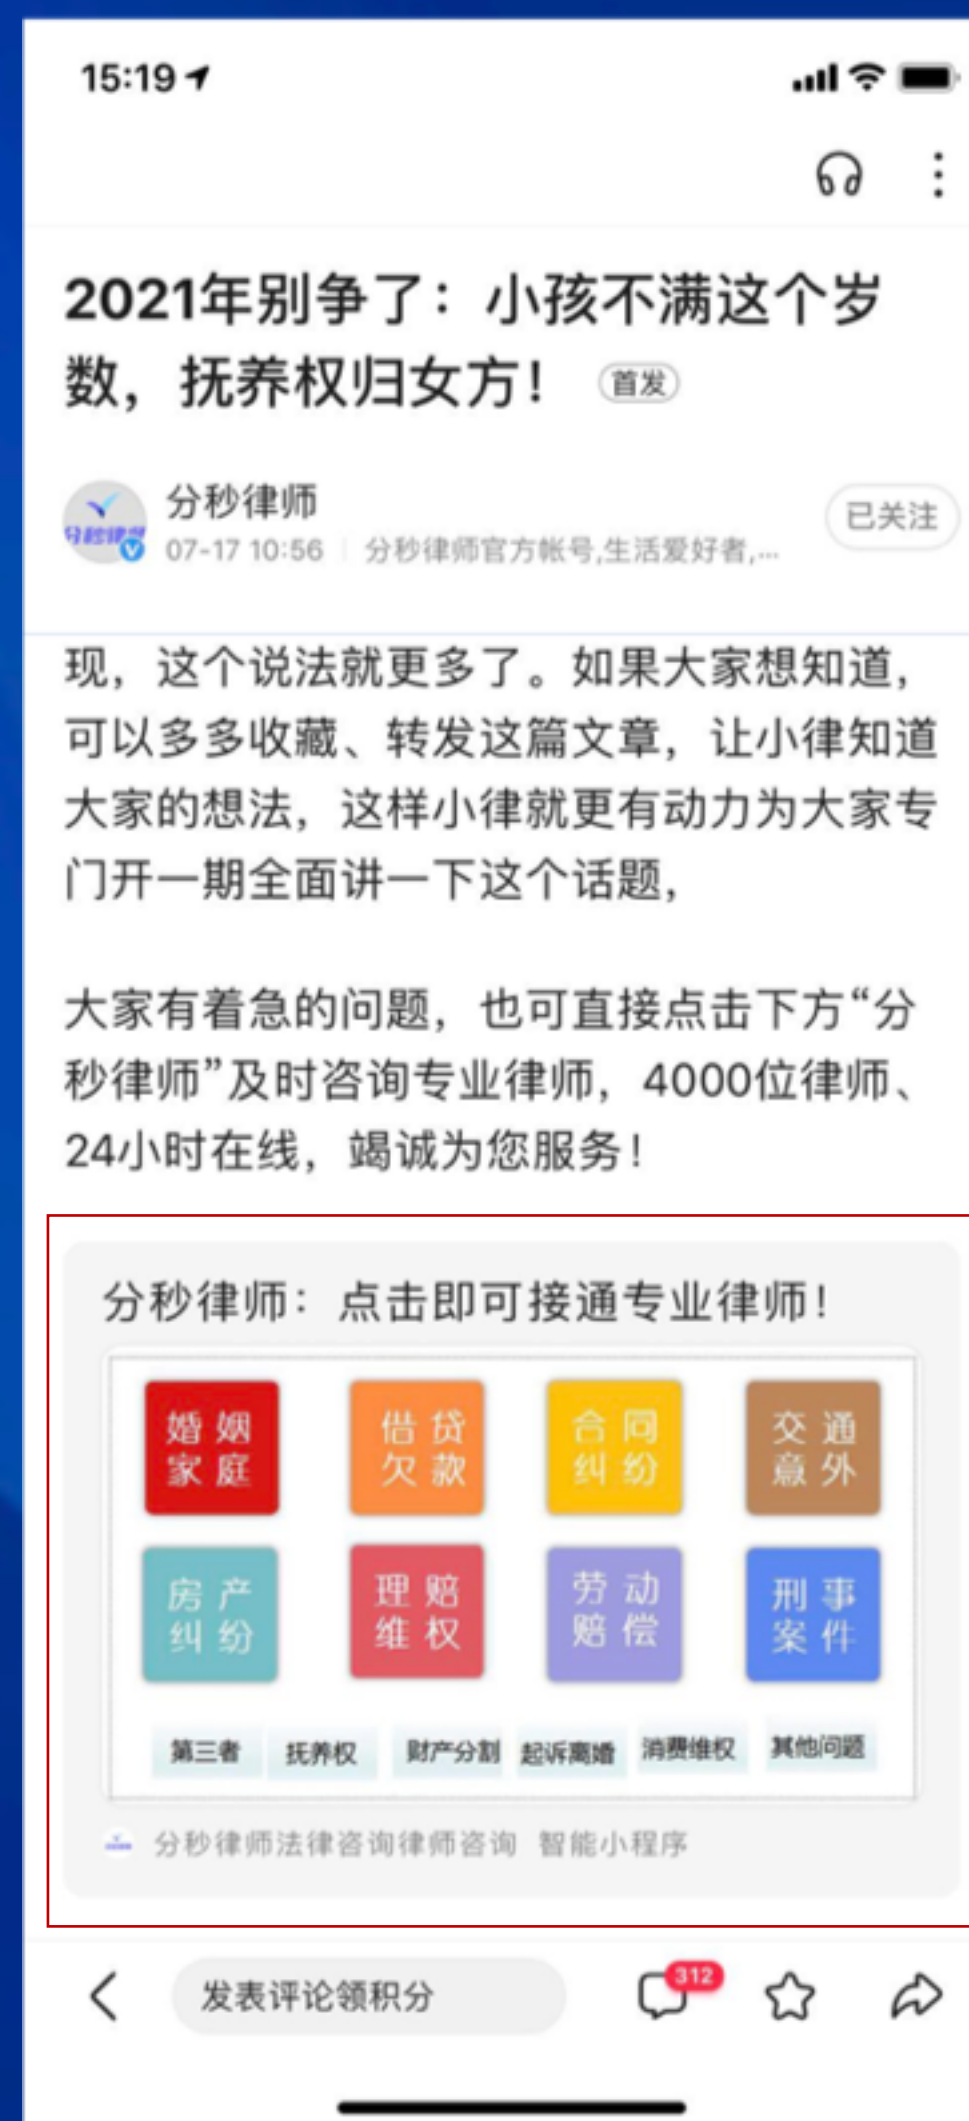 15:19
2021年别争了：小孩不满这个岁
数，抚养权归女方！ 首发
分秒律师
已关注
07-17 10:56 分秒律师官方帐号,生活爱好者,...
现，这个说法就更多了。如果大家想知道，
可以多多收藏、转发这篇文章，让小律知道
大家的想法，这样小律就更有动力为大家专
门开一期全面讲一下这个话题，
大家有着急的问题，也可直接点击下方“分
秒律师”及时咨询专业律师，4000位律师、
24小时在线，竭诚为您服务！
分秒律师：点击即可接通专业律师！
婚姻 借贷 合同 交通
家庭 欠款 纠纷 意外
房产 理赔 劳动 刑事
纠纷 维权 赔偿 案件
第三者 抚养权 财产分割 起诉离婚 消费维权 其他问题
分秒律师法律咨询律师咨询 智能小程序
发表评论领积分 312